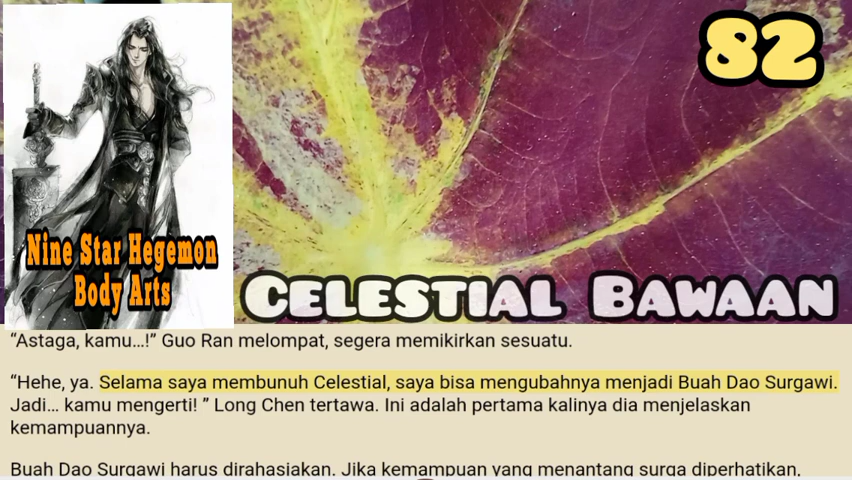 82
Nine Star Hegemon
Body Arts
Celestial Bawaan
“Astaga, kamu...!” Guo Ran melompat, segera memikirkan sesuatu.
“Hehe, ya. Selama saya membunuh Celestial, saya bisa mengubahnya menjadi Buah Dao Surgawi.
Jadi... kamu mengerti! ” Long Chen tertawa. Ini adalah pertama kalinya dia menjelaskan
kemampuannya.
Buah Dao Surgawi harus dirahasiakan. Jika kemampuan yang menantang surga diperhatikan,